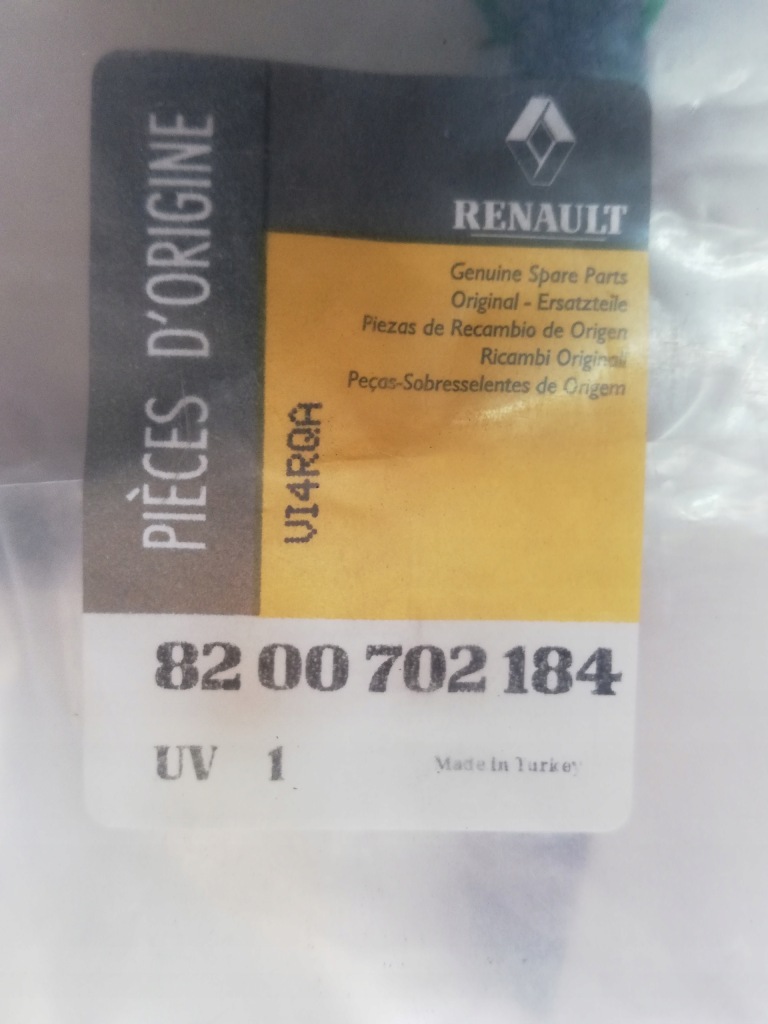 PIÈCES D'ORIGINE
RENAULT
Genuine Spare Parts
Original - Ersatzteile
Piezas de Recambio de Origen
Ricambi Originali
Peças-Sobresselentes de Origem
VI4RQA
82 00 702 184
UV 1
Made in Turkey